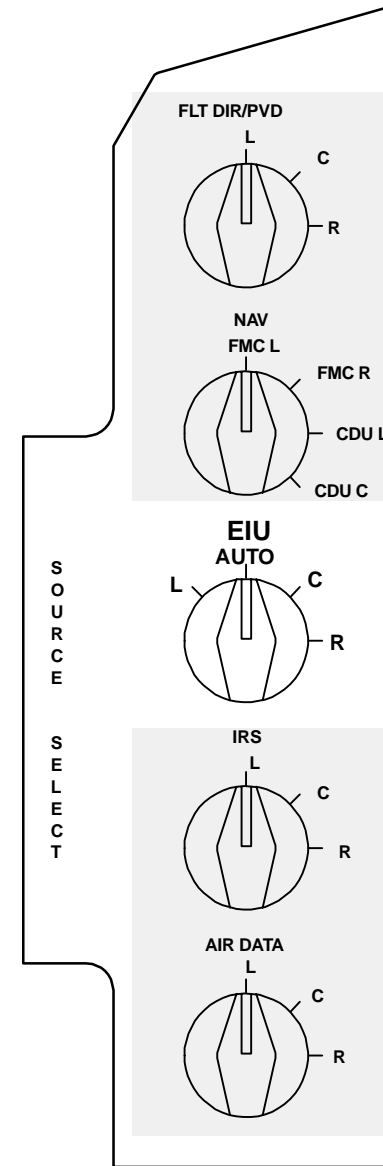 FLT DIR/PVD
L
C
R
NAV
FMC L
FMC R
CDU L
CDU C
EIU
AUTO
L
C
R
SOURCE
SELECT
IRS
L
C
R
AIR DATA
L
C
R